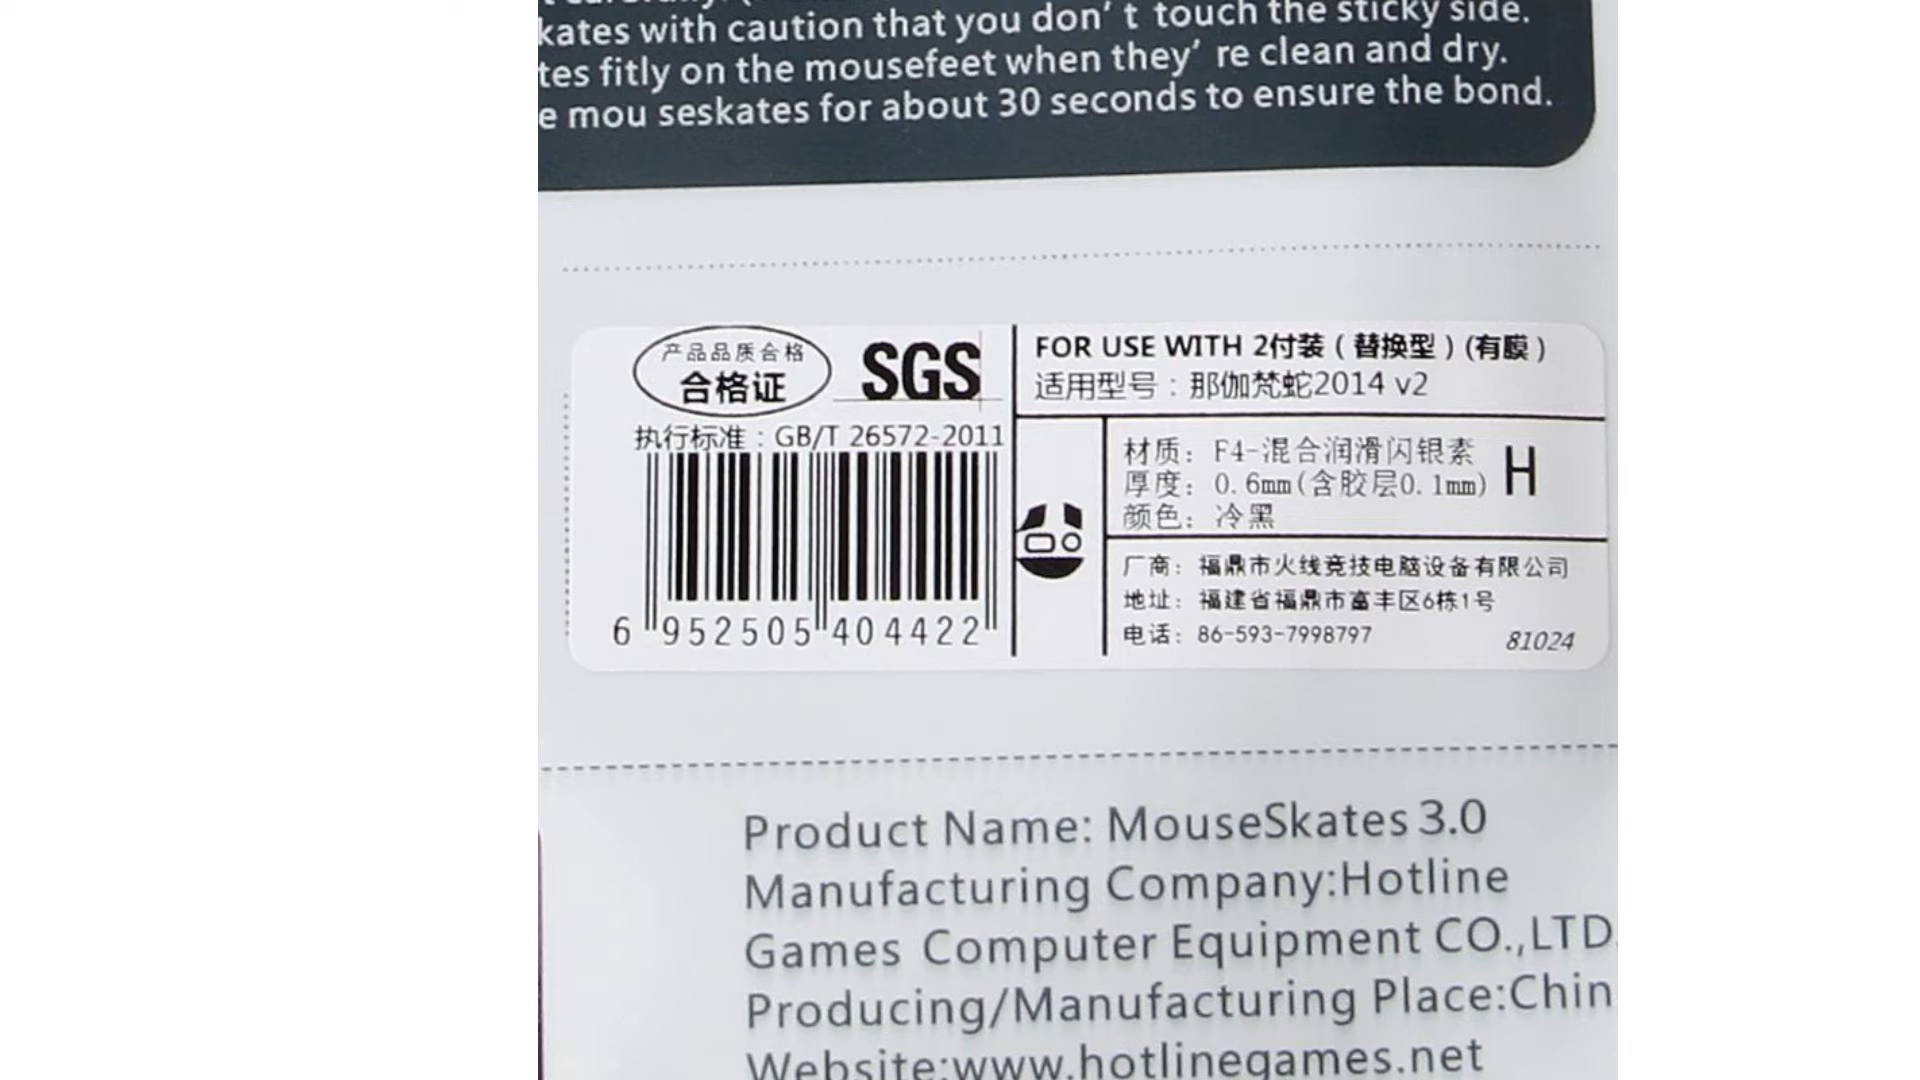 kates with caution that you don't touch the sticky side.
tes fitly on the mousefeet when they're clean and dry.
e mou seskates for about 30 seconds to ensure the bond.
产品品质合格
合格证
SGS
执行标准：GB/T 26572-2011
6 952505 404422
FOR USE WITH 2付装（替换型）(有膜）
适用型号：那伽梵蛇2014 v2
材质：F4-混合润滑闪银素
厚度：0.6mm(含胶层0.1mm)
H
颜色：冷黑
厂商：福鼎市火线竞技电脑设备有限公司
地址：福建省福鼎市富丰区6栋1号
电话：86-593-7998797
81024
Product Name: MouseSkates 3.0
Manufacturing Company:Hotline
Games Computer Equipment CO.,LTD.
Producing/Manufacturing Place:Chin
Website:www.hotlinegames.net